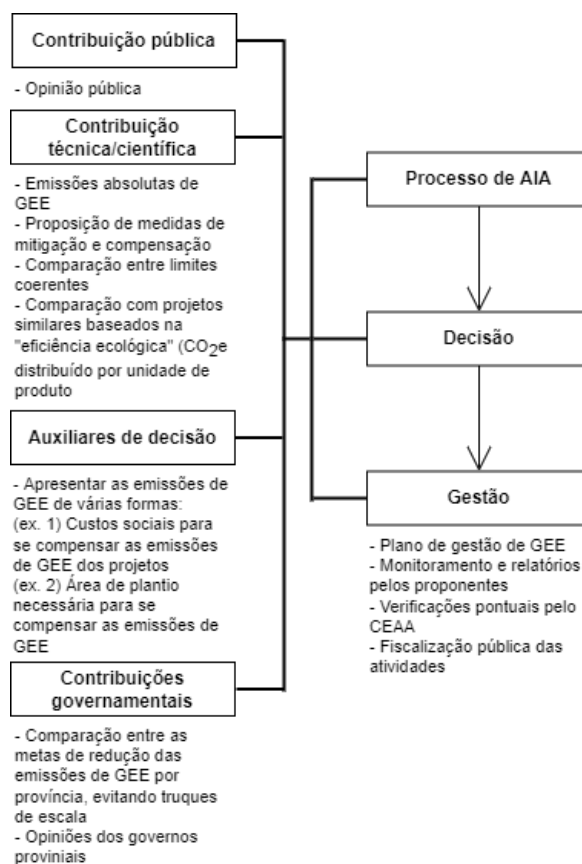 Contribuição pública
- Opinião pública
Contribuição
técnica/científica
- Emissões absolutas de
GEE
- Proposição de medidas de
mitigação e compensação
- Comparação entre limites
coerentes
- Comparação com projetos
similares baseados na
"eficiência ecológica" (CO2e
distribuído por unidade de
produto
Auxiliares de decisão
- Apresentar as emissões de
GEE de várias formas:
(ex. 1) Custos sociais para
se compensar as emissões
de GEE dos projetos
(ex. 2) Área de plantio
necessária para se
compensar as emissões de
GEE
Contribuições
governamentais
- Comparação entre as
metas de redução das
emissões de GEE por
província, evitando truques
de escala
- Opiniões dos governos
proviniais
Processo de AIA
Decisão
Gestão
- Plano de gestão de GEE
- Monitoramento e relatórios
pelos proponentes
- Verificações pontuais pelo
CEAA
- Fiscalização pública das
atividades